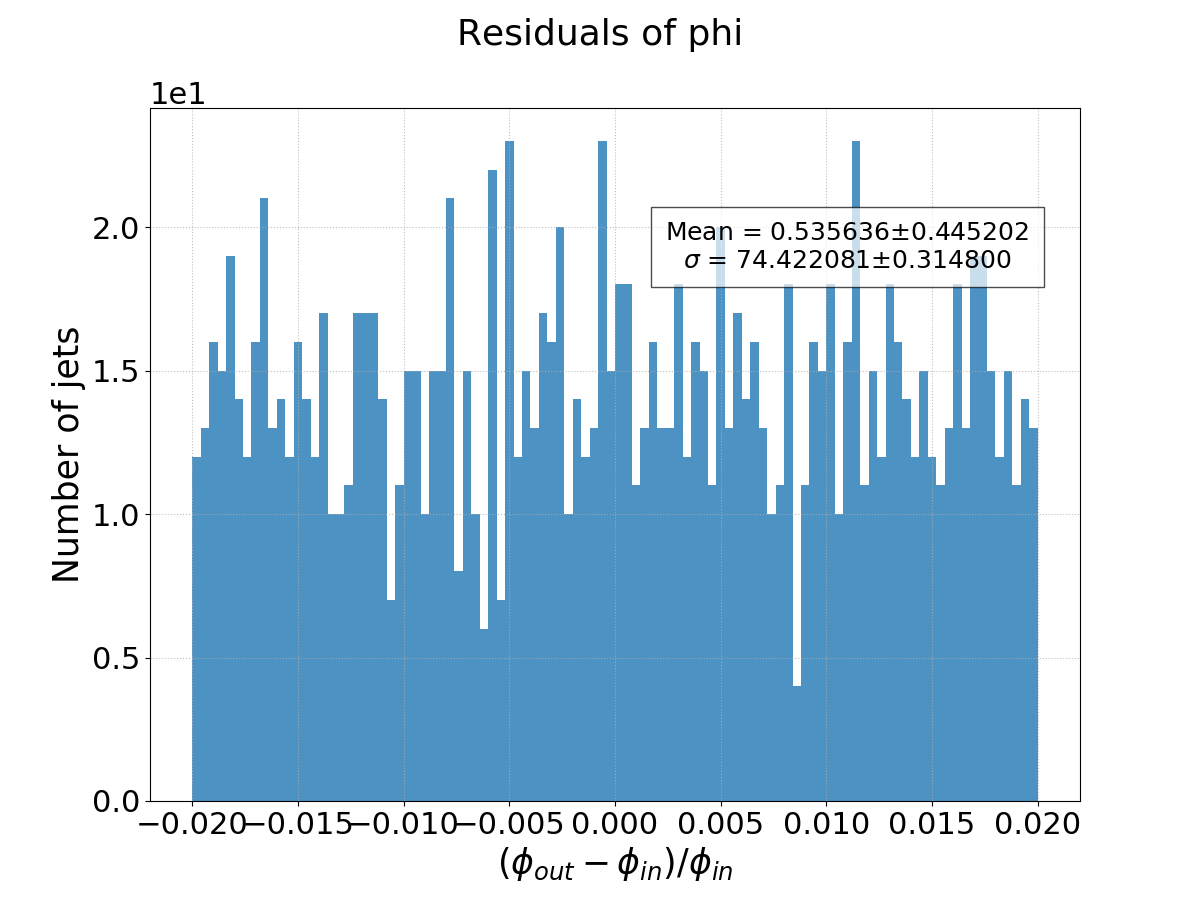 Residuals of phi
1e1
2.0
1.5
1.0
0.5
0.0
Number of jets
Mean = 0.535636±0.445202
σ = 74.422081±0.314800
−0.020 −0.015 −0.010 −0.005 0.000 0.005 0.010 0.015 0.020
(ϕ_out − ϕ_in)/ϕ_in